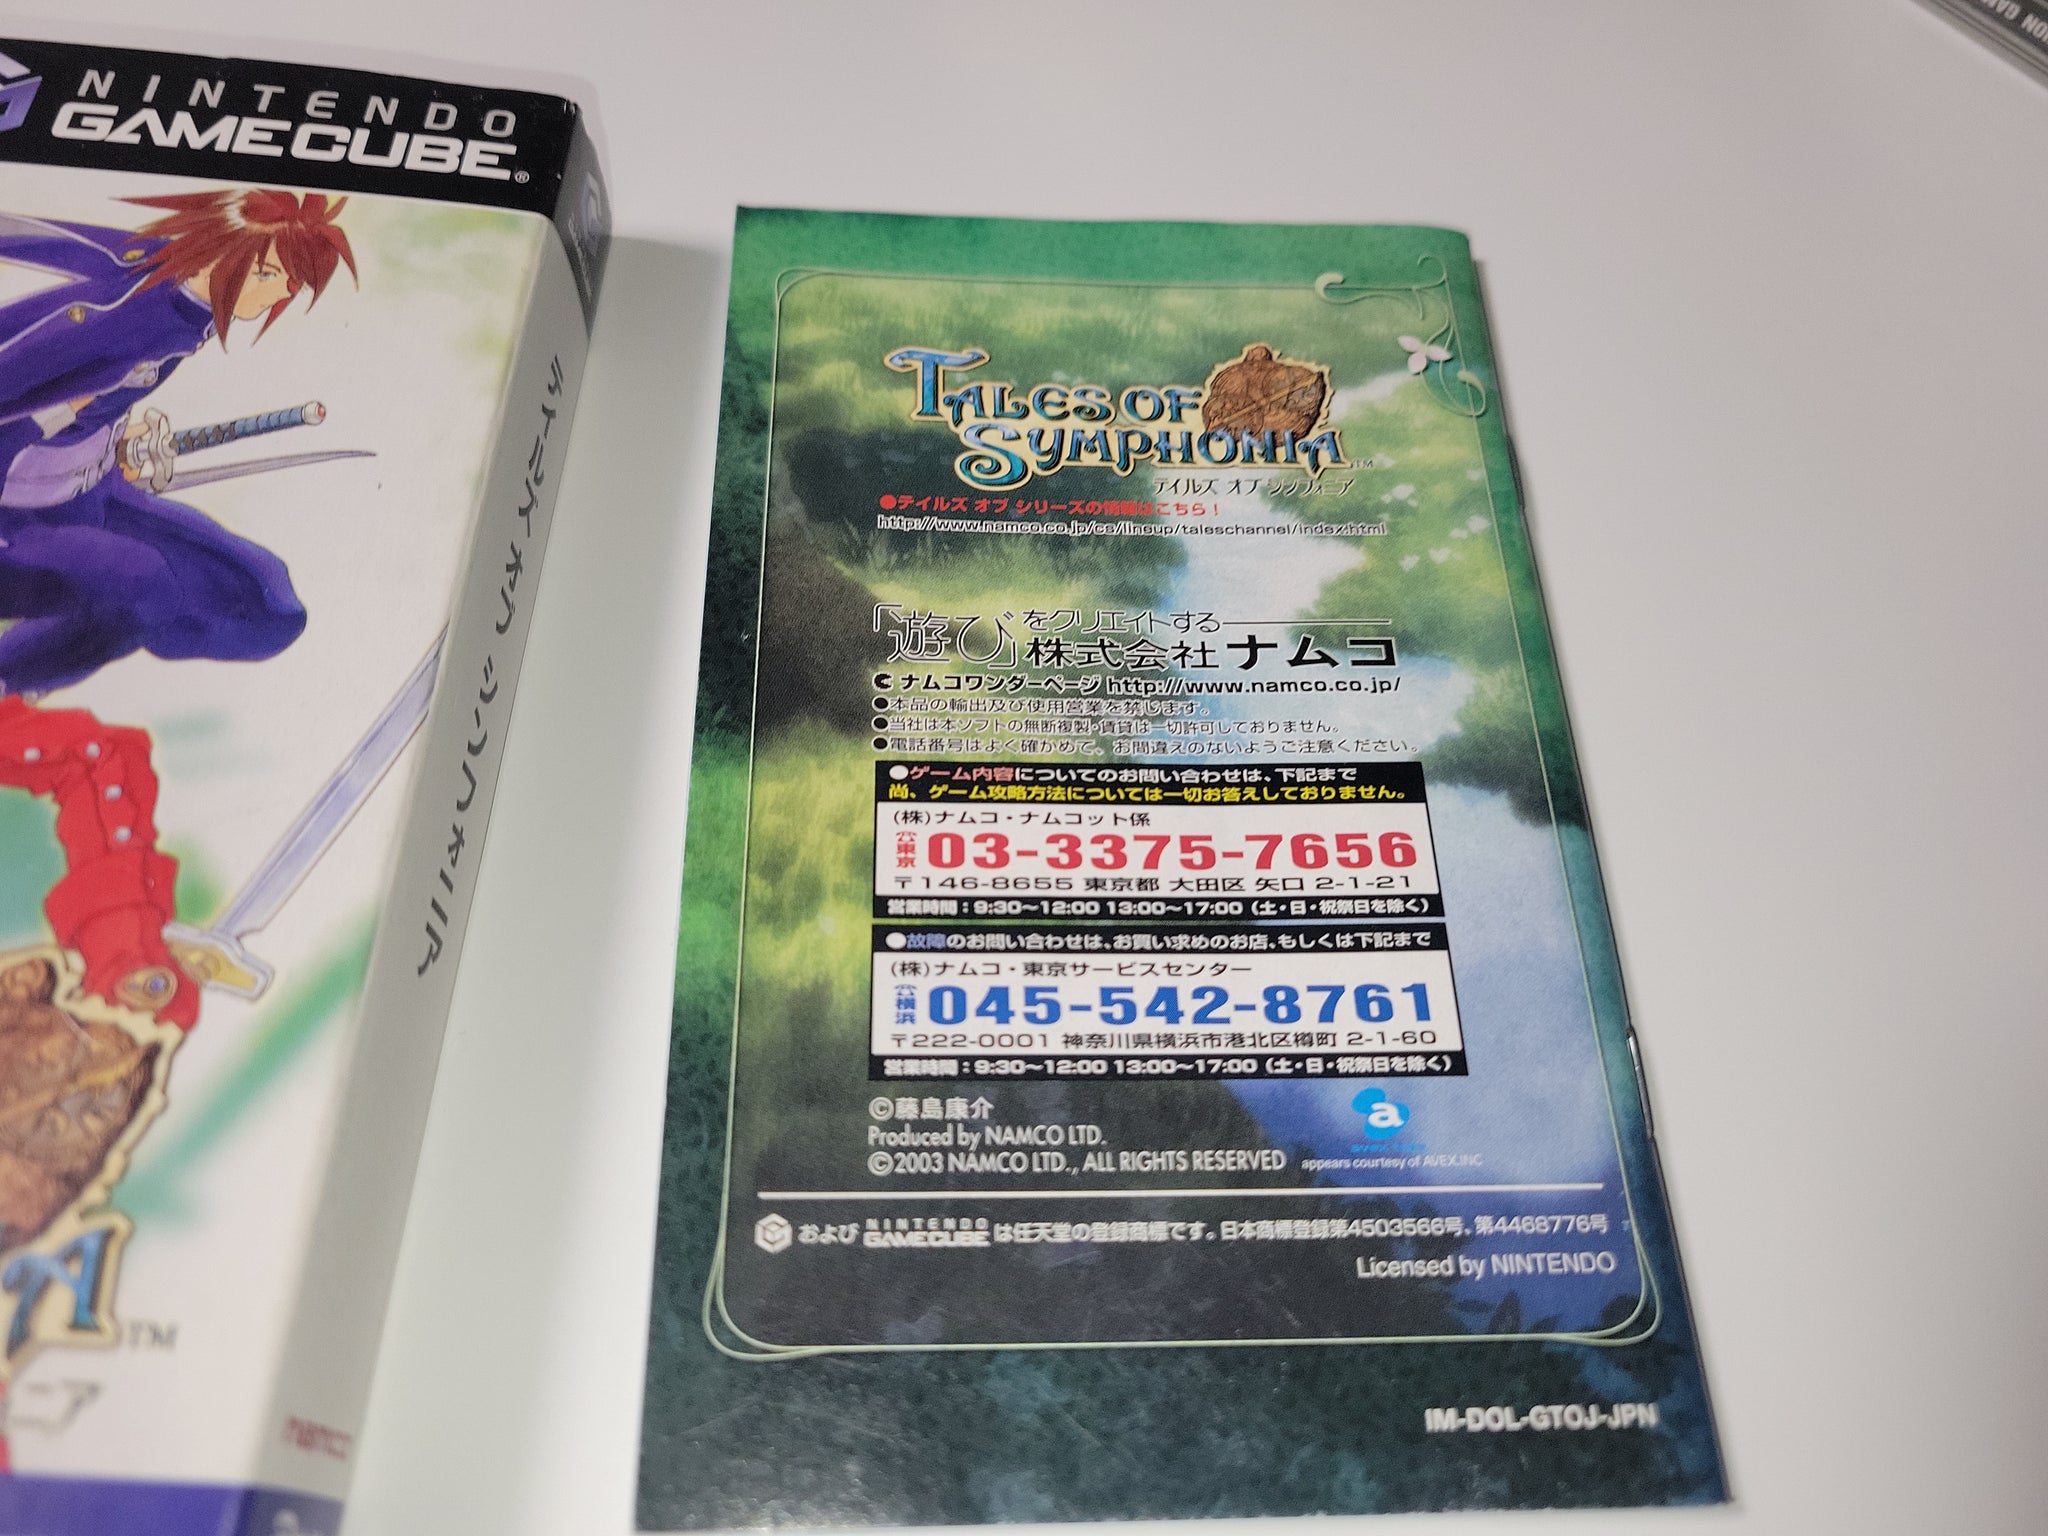 NINTENDO
GAMECUBE®
テイルズ オブ シンフォニア
TM
ニア
namco
TALES OF
SYMPHONIA
TM
テイルズ オブ シンフォニア
●テイルズ オブ シリーズの情報はこちら！
http://www.namco.co.jp/cs/lineup/taleschannel/index.html
「遊び」をクリエイトする
株式会社ナムコ
ナムコワンダーページ http://www.namco.co.jp/
●本品の輸出及び使用営業を禁じます。
●当社は本ソフトの無断複製・賃貸は一切許可しておりません。
●電話番号はよく確かめて、お間違えのないようご注意ください。
●ゲーム内容についてのお問い合わせは、下記まで
尚、ゲーム攻略方法については一切お答えしておりません。
(株)ナムコ・ナムコット係
☎東京 03-3375-7656
〒146-8655 東京都 大田区 矢口 2-1-21
営業時間：9:30〜12:00 13:00〜17:00（土・日・祝祭日を除く）
●故障のお問い合わせは、お買い求めのお店、もしくは下記まで
(株)ナムコ・東京サービスセンター
☎横浜 045-542-8761
〒222-0001 神奈川県横浜市港北区樽町 2-1-60
営業時間：9:30〜12:00 13:00〜17:00（土・日・祝祭日を除く）
©藤島康介
Produced by NAMCO LTD.
©2003 NAMCO LTD., ALL RIGHTS RESERVED
a
appears courtesy of AVEX.INC
および NINTENDO GAMECUBE は任天堂の登録商標です。日本商標登録第4503566号、第4468776号
Licensed by NINTENDO
IM-DOL-GTOJ-JPN